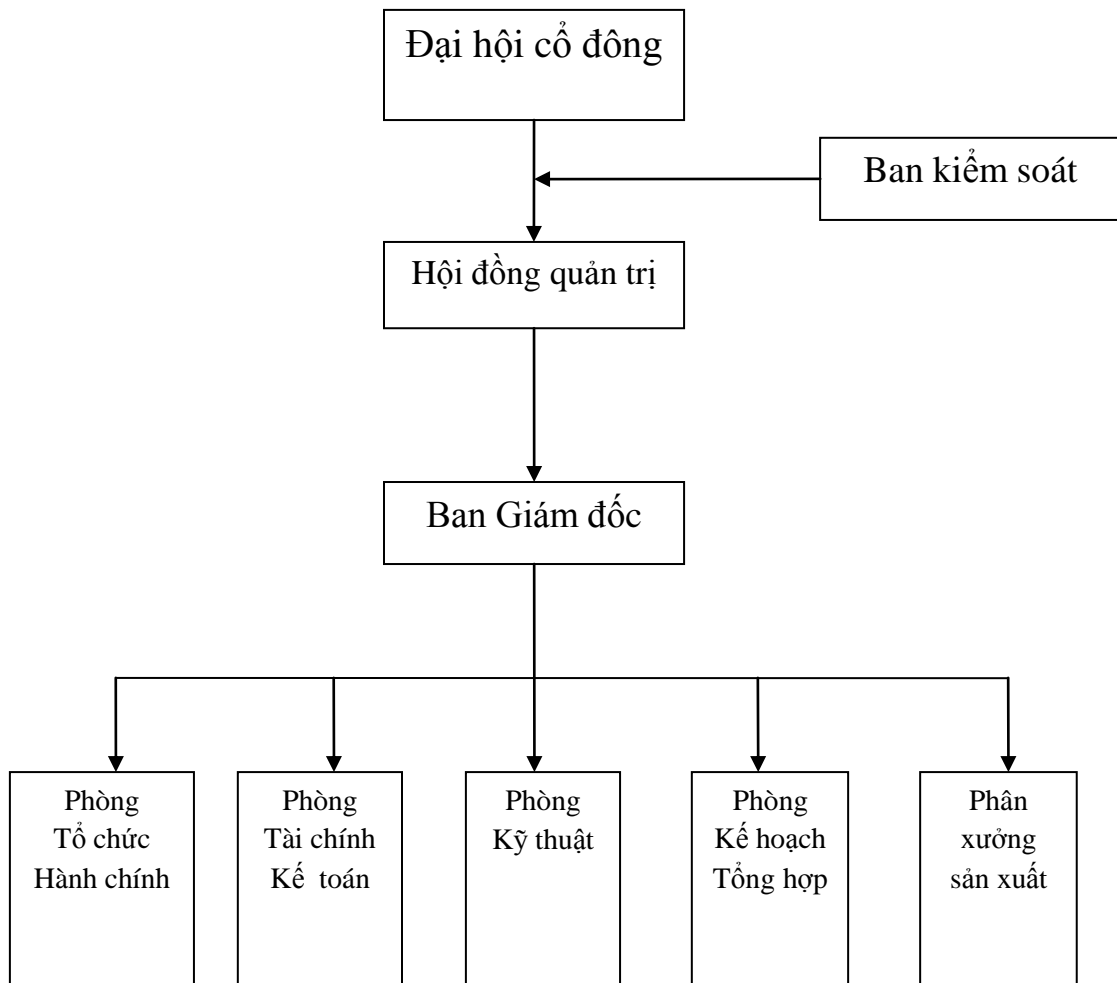 Đại hội cổ đông
Ban kiểm soát
Hội đồng quản trị
Ban Giám đốc
Phòng
Tổ chức
Hành chính
Phòng
Tài chính
Kế toán
Phòng
Kỹ thuật
Phòng
Kế hoạch
Tổng hợp
Phân
xưởng
sản xuất